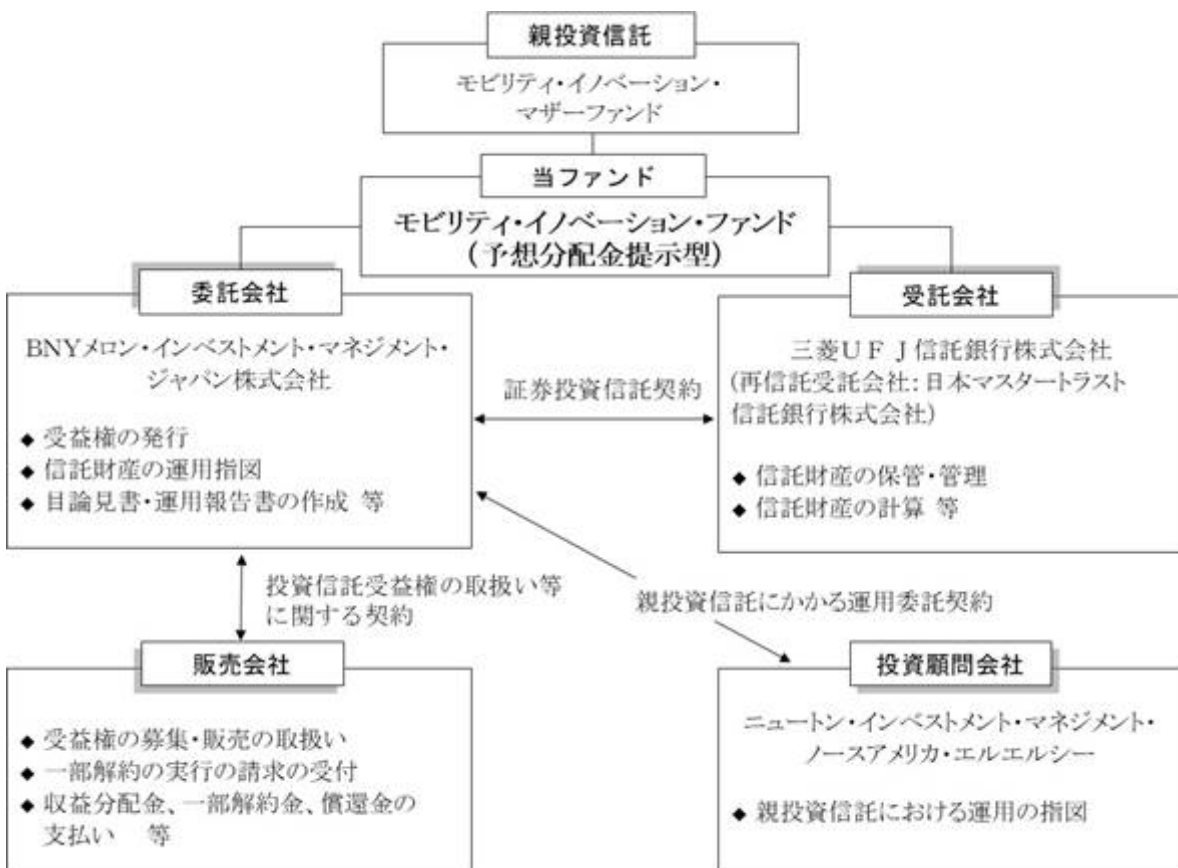 親投資信託
モビリティ・イノベーション・
マザーファンド
当ファンド
モビリティ・イノベーション・ファンド
(予想分配金提示型)
委託会社
BNYメロン・インベストメント・マネジメント・
ジャパン株式会社
◆ 受益権の発行
◆ 信託財産の運用指図
◆ 目論見書・運用報告書の作成 等
証券投資信託契約
受託会社
三菱UFJ信託銀行株式会社
(再信託受託会社:日本マスタートラスト
信託銀行株式会社)
◆ 信託財産の保管・管理
◆ 信託財産の計算 等
投資信託受益権の取扱い等
に関する契約
親投資信託にかかる運用委託契約
販売会社
◆ 受益権の募集・販売の取扱い
◆ 一部解約の実行の請求の受付
◆ 収益分配金、一部解約金、償還金の
支払い 等
投資顧問会社
ニュートン・インベストメント・マネジメント・
ノースアメリカ・エルエルシー
◆ 親投資信託における運用の指図